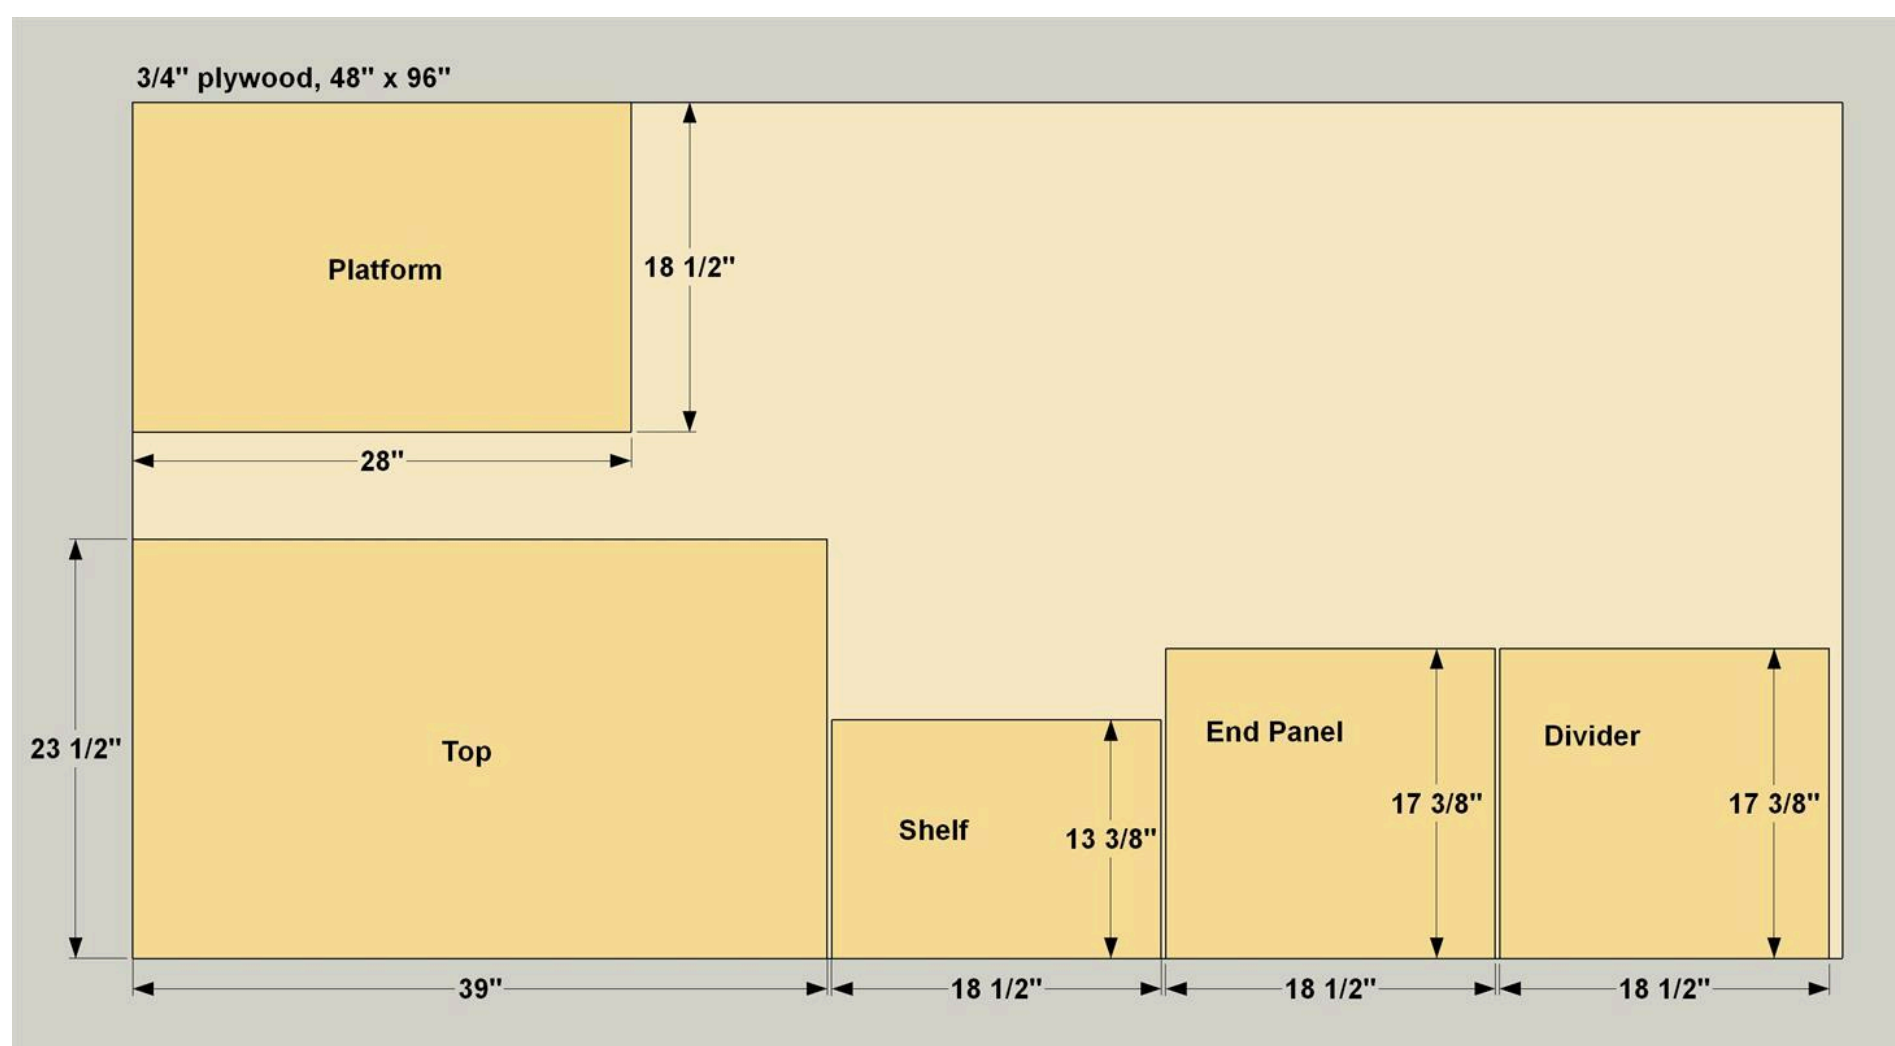 3/4" plywood, 48" x 96"
Platform
18 1/2"
28"
23 1/2"
Top
Shelf
13 3/8"
End Panel
17 3/8"
Divider
17 3/8"
39"
18 1/2"
18 1/2"
18 1/2"